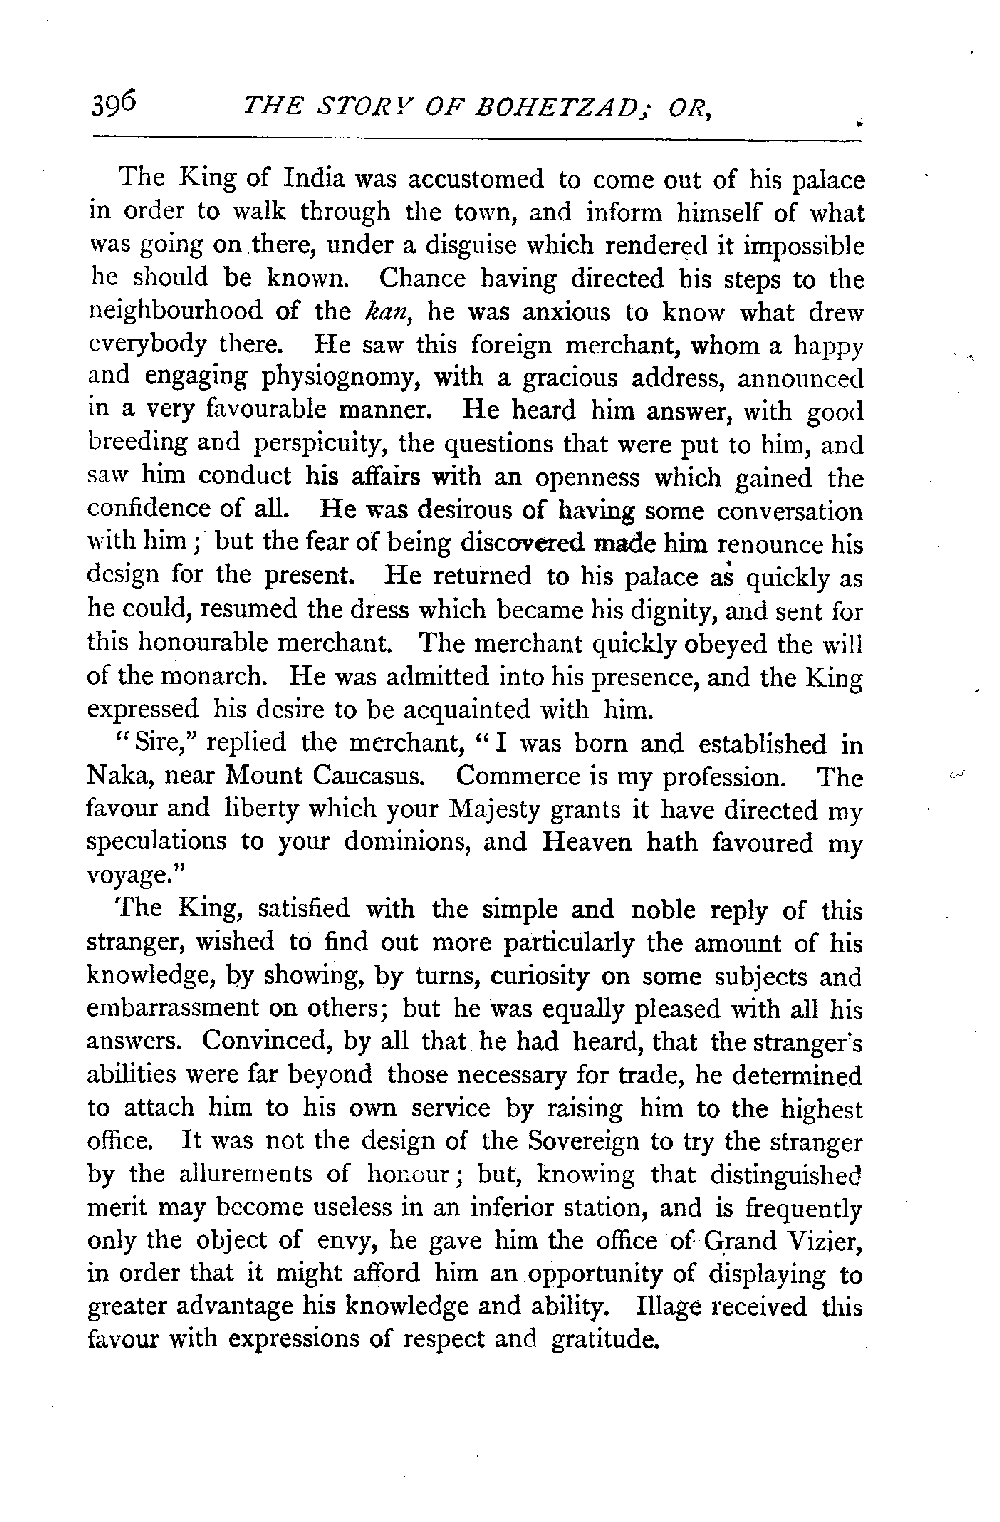 396 THE STORY OF BOHETZAD; OR,
The King of India was accustomed to come out of his palace
in order to walk through the town, and inform himself of what
was going on there, under a disguise which rendered it impossible
he should be known. Chance having directed his steps to the
neighbourhood of the kan, he was anxious to know what drew
everybody there. He saw this foreign merchant, whom a happy
and engaging physiognomy, with a gracious address, announced
in a very favourable manner. He heard him answer, with good
breeding and perspicuity, the questions that were put to him, and
saw him conduct his affairs with an openness which gained the
confidence of all. He was desirous of having some conversation
with him; but the fear of being discovered made him renounce his
design for the present. He returned to his palace as quickly as
he could, resumed the dress which became his dignity, and sent for
this honourable merchant. The merchant quickly obeyed the will
of the monarch. He was admitted into his presence, and the King
expressed his desire to be acquainted with him.
"Sire," replied the merchant, "I was born and established in
Naka, near Mount Caucasus. Commerce is my profession. The
favour and liberty which your Majesty grants it have directed my
speculations to your dominions, and Heaven hath favoured my
voyage."
The King, satisfied with the simple and noble reply of this
stranger, wished to find out more particularly the amount of his
knowledge, by showing, by turns, curiosity on some subjects and
embarrassment on others; but he was equally pleased with all his
answers. Convinced, by all that he had heard, that the stranger's
abilities were far beyond those necessary for trade, he determined
to attach him to his own service by raising him to the highest
office. It was not the design of the Sovereign to try the stranger
by the allurements of honour; but, knowing that distinguished
merit may become useless in an inferior station, and is frequently
only the object of envy, he gave him the office of Grand Vizier,
in order that it might afford him an opportunity of displaying to
greater advantage his knowledge and ability. Illage received this
favour with expressions of respect and gratitude.